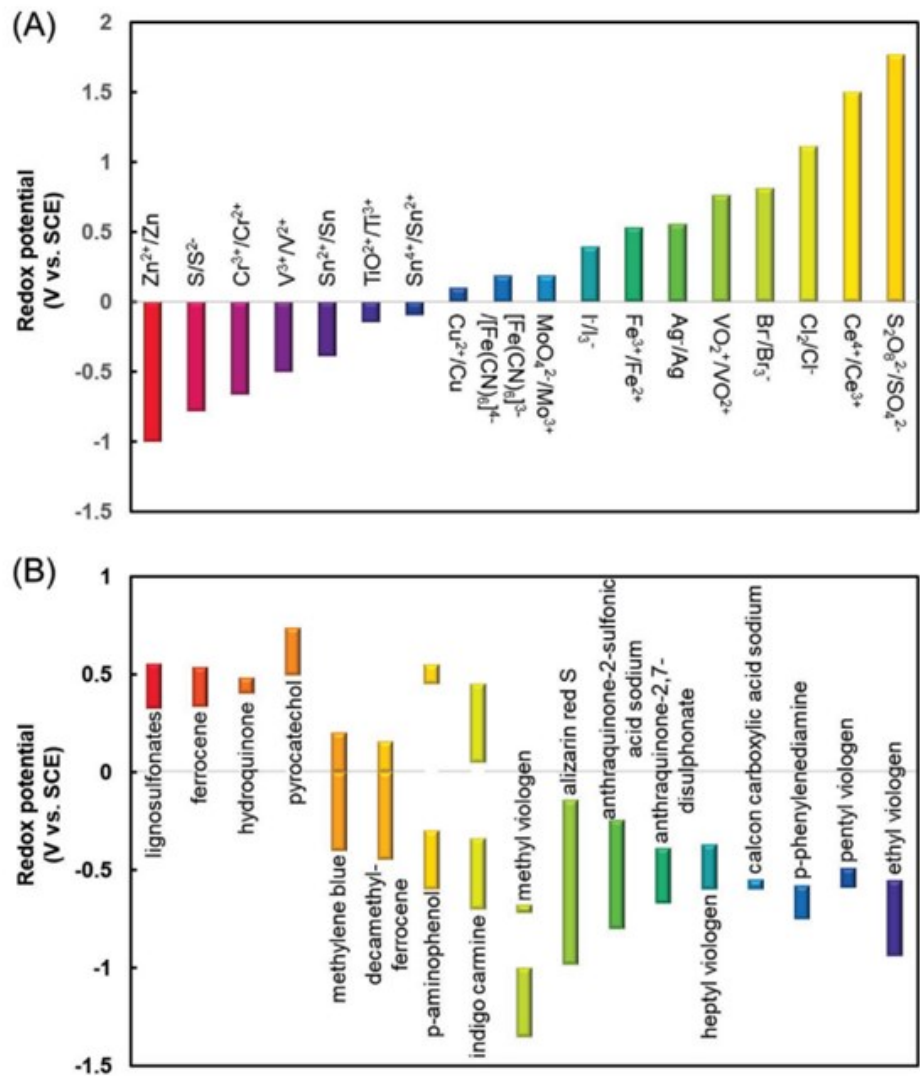 (A)
Redox potential
(V vs. SCE)
2
1.5
1
0.5
0
-0.5
-1
-1.5
Zn²⁺/Zn
S/S²⁻
Cr³⁺/Cr²⁺
V³⁺/V²⁺
Sn²⁺/Sn
TiO²⁺/Ti³⁺
Sn⁴⁺/Sn²⁺
Cu²⁺/Cu
[Fe(CN)₆]³⁻
/[Fe(CN)₆]⁴⁻
MoO₄²⁻/Mo³⁺
I⁻/I₃⁻
Fe³⁺/Fe²⁺
Ag⁻/Ag
VO₂⁺/VO²⁺
Br⁻/Br₃⁻
Cl₂/Cl⁻
Ce⁴⁺/Ce³⁺
S₂O₈²⁻/SO₄²⁻
(B)
Redox potential
(V vs. SCE)
1
0.5
0
-0.5
-1
-1.5
lignosulfonates
ferrocene
hydroquinone
pyrocatechol
methylene blue
decamethyl-
ferrocene
p-aminophenol
indigo carmine
methyl viologen
alizarin red S
anthraquinone-2-sulfonic
acid sodium
anthraquinone-2,7-
disulphonate
heptyl viologen
calcon carboxylic acid sodium
p-phenylenediamine
pentyl viologen
ethyl viologen